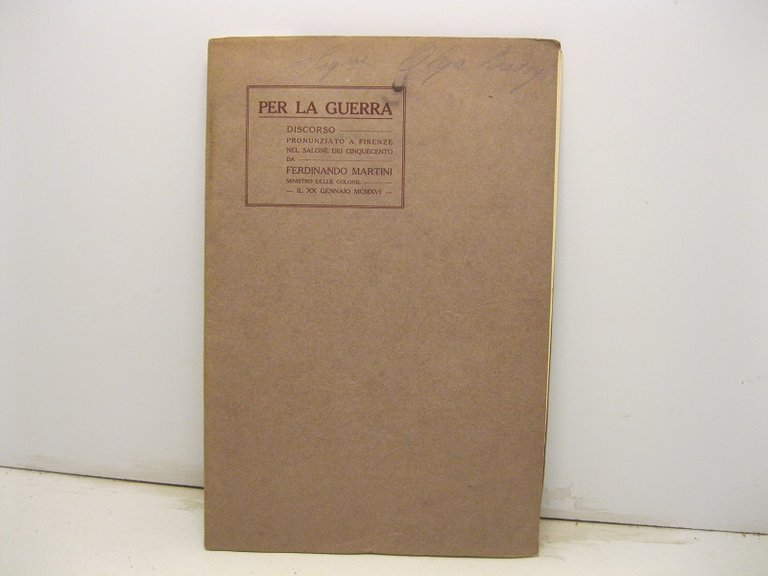 PER LA GUERRA
DISCORSO
PRONUNZIATO A FIRENZE
NEL SALONE DEI CINQUECENTO
DA
FERDINANDO MARTINI
MINISTRO DELLE COLONIE
— IL XX GENNAIO MCMXVI —